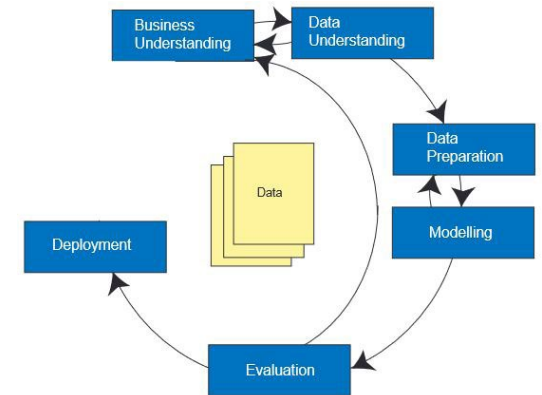 Business
Understanding
Data
Understanding
Data
Preparation
Data
Modelling
Deployment
Evaluation